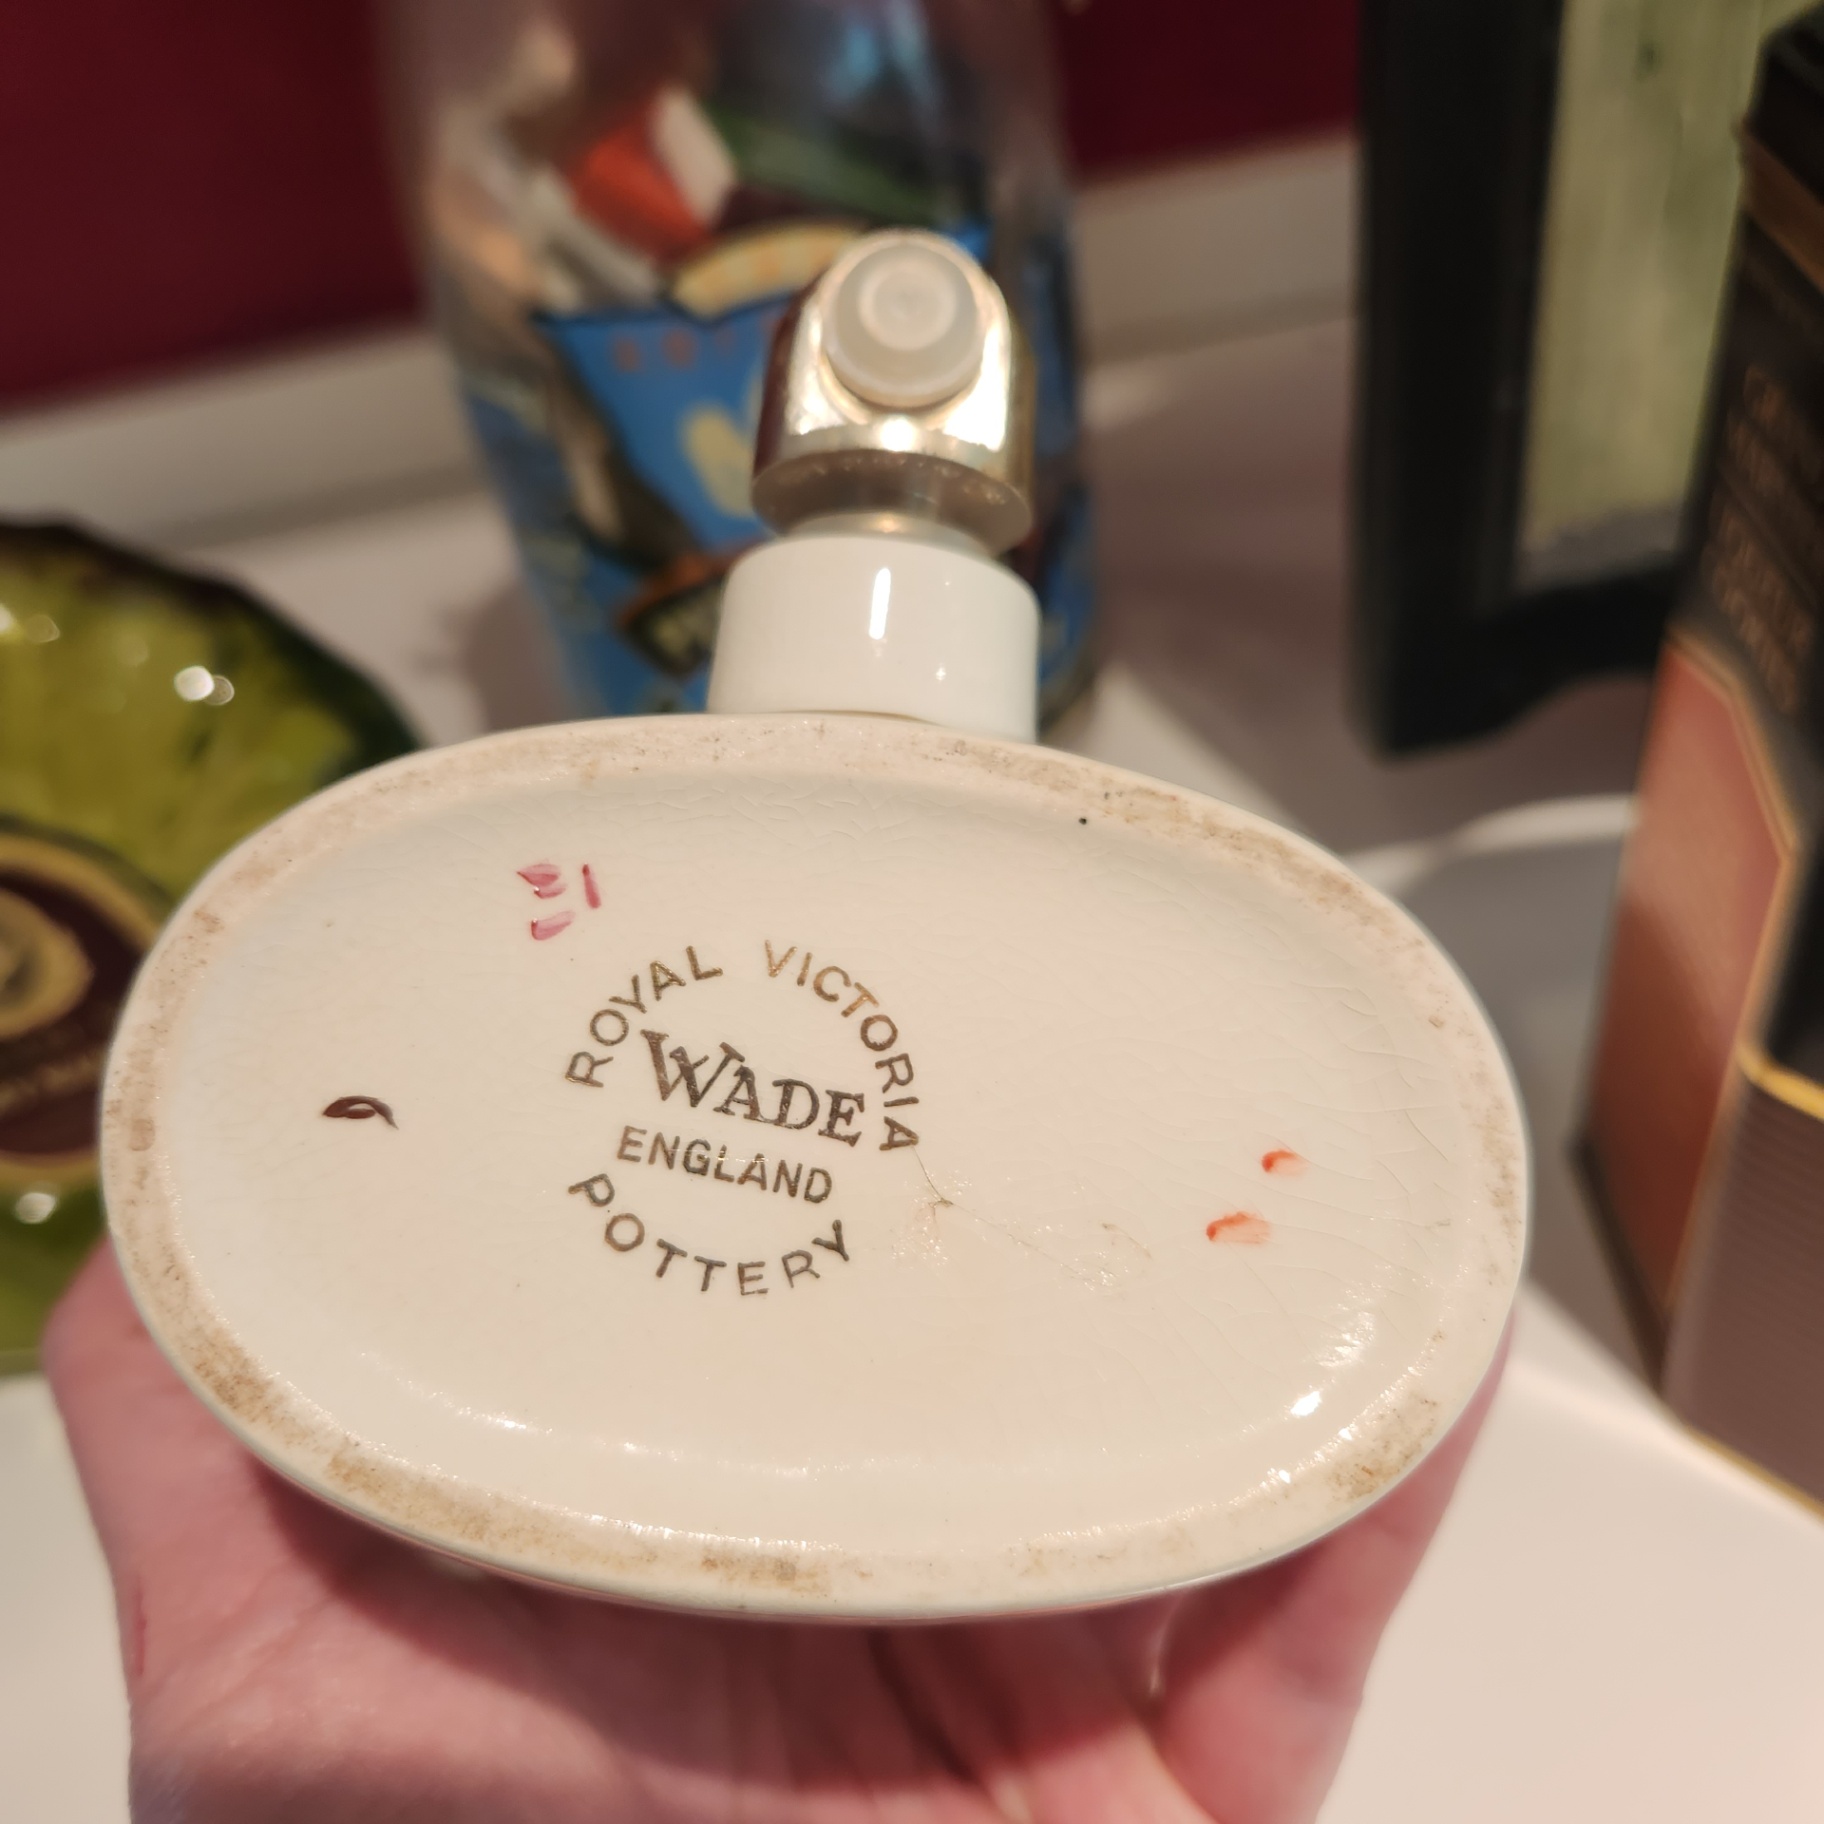 ROYAL VICTORIA
WADE
ENGLAND
POTTERY